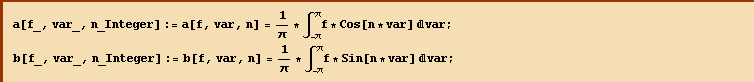 a[f_, var_, n_Integer] := a[f, var, n] = 1/π * ∫_{-π}^{π} f * Cos[n * var] ⅆvar;
b[f_, var_, n_Integer] := b[f, var, n] = 1/π * ∫_{-π}^{π} f * Sin[n * var] ⅆvar;